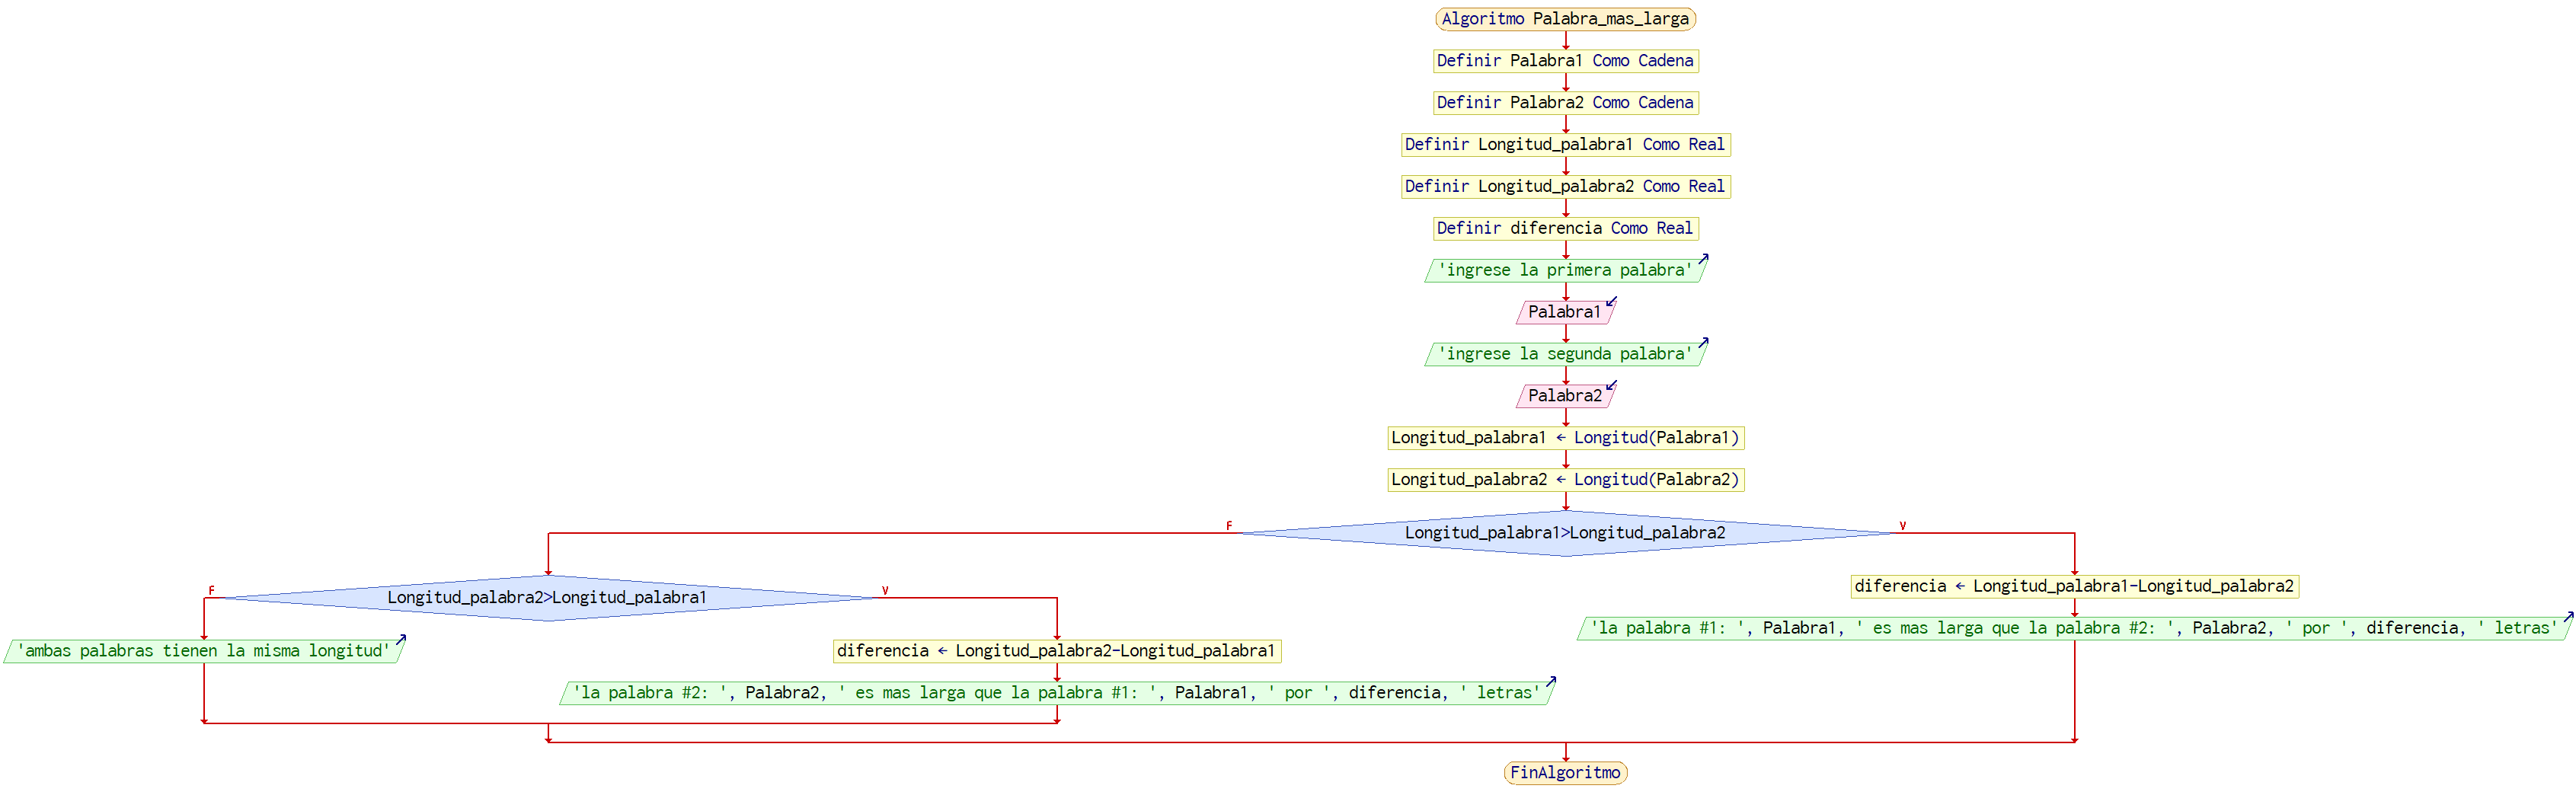 Algoritmo Palabra_mas_larga
Definir Palabra1 Como Cadena
Definir Palabra2 Como Cadena
Definir Longitud_palabra1 Como Real
Definir Longitud_palabra2 Como Real
Definir diferencia Como Real
'ingrese la primera palabra'
Palabra1
'ingrese la segunda palabra'
Palabra2
Longitud_palabra1 ← Longitud(Palabra1)
Longitud_palabra2 ← Longitud(Palabra2)
F
Longitud_palabra1>Longitud_palabra2
V
F
Longitud_palabra2>Longitud_palabra1
V
'ambas palabras tienen la misma longitud'
diferencia ← Longitud_palabra2-Longitud_palabra1
'la palabra #2: ', Palabra2, ' es mas larga que la palabra #1: ', Palabra1, ' por ', diferencia, ' letras'
diferencia ← Longitud_palabra1-Longitud_palabra2
'la palabra #1: ', Palabra1, ' es mas larga que la palabra #2: ', Palabra2, ' por ', diferencia, ' letras'
FinAlgoritmo